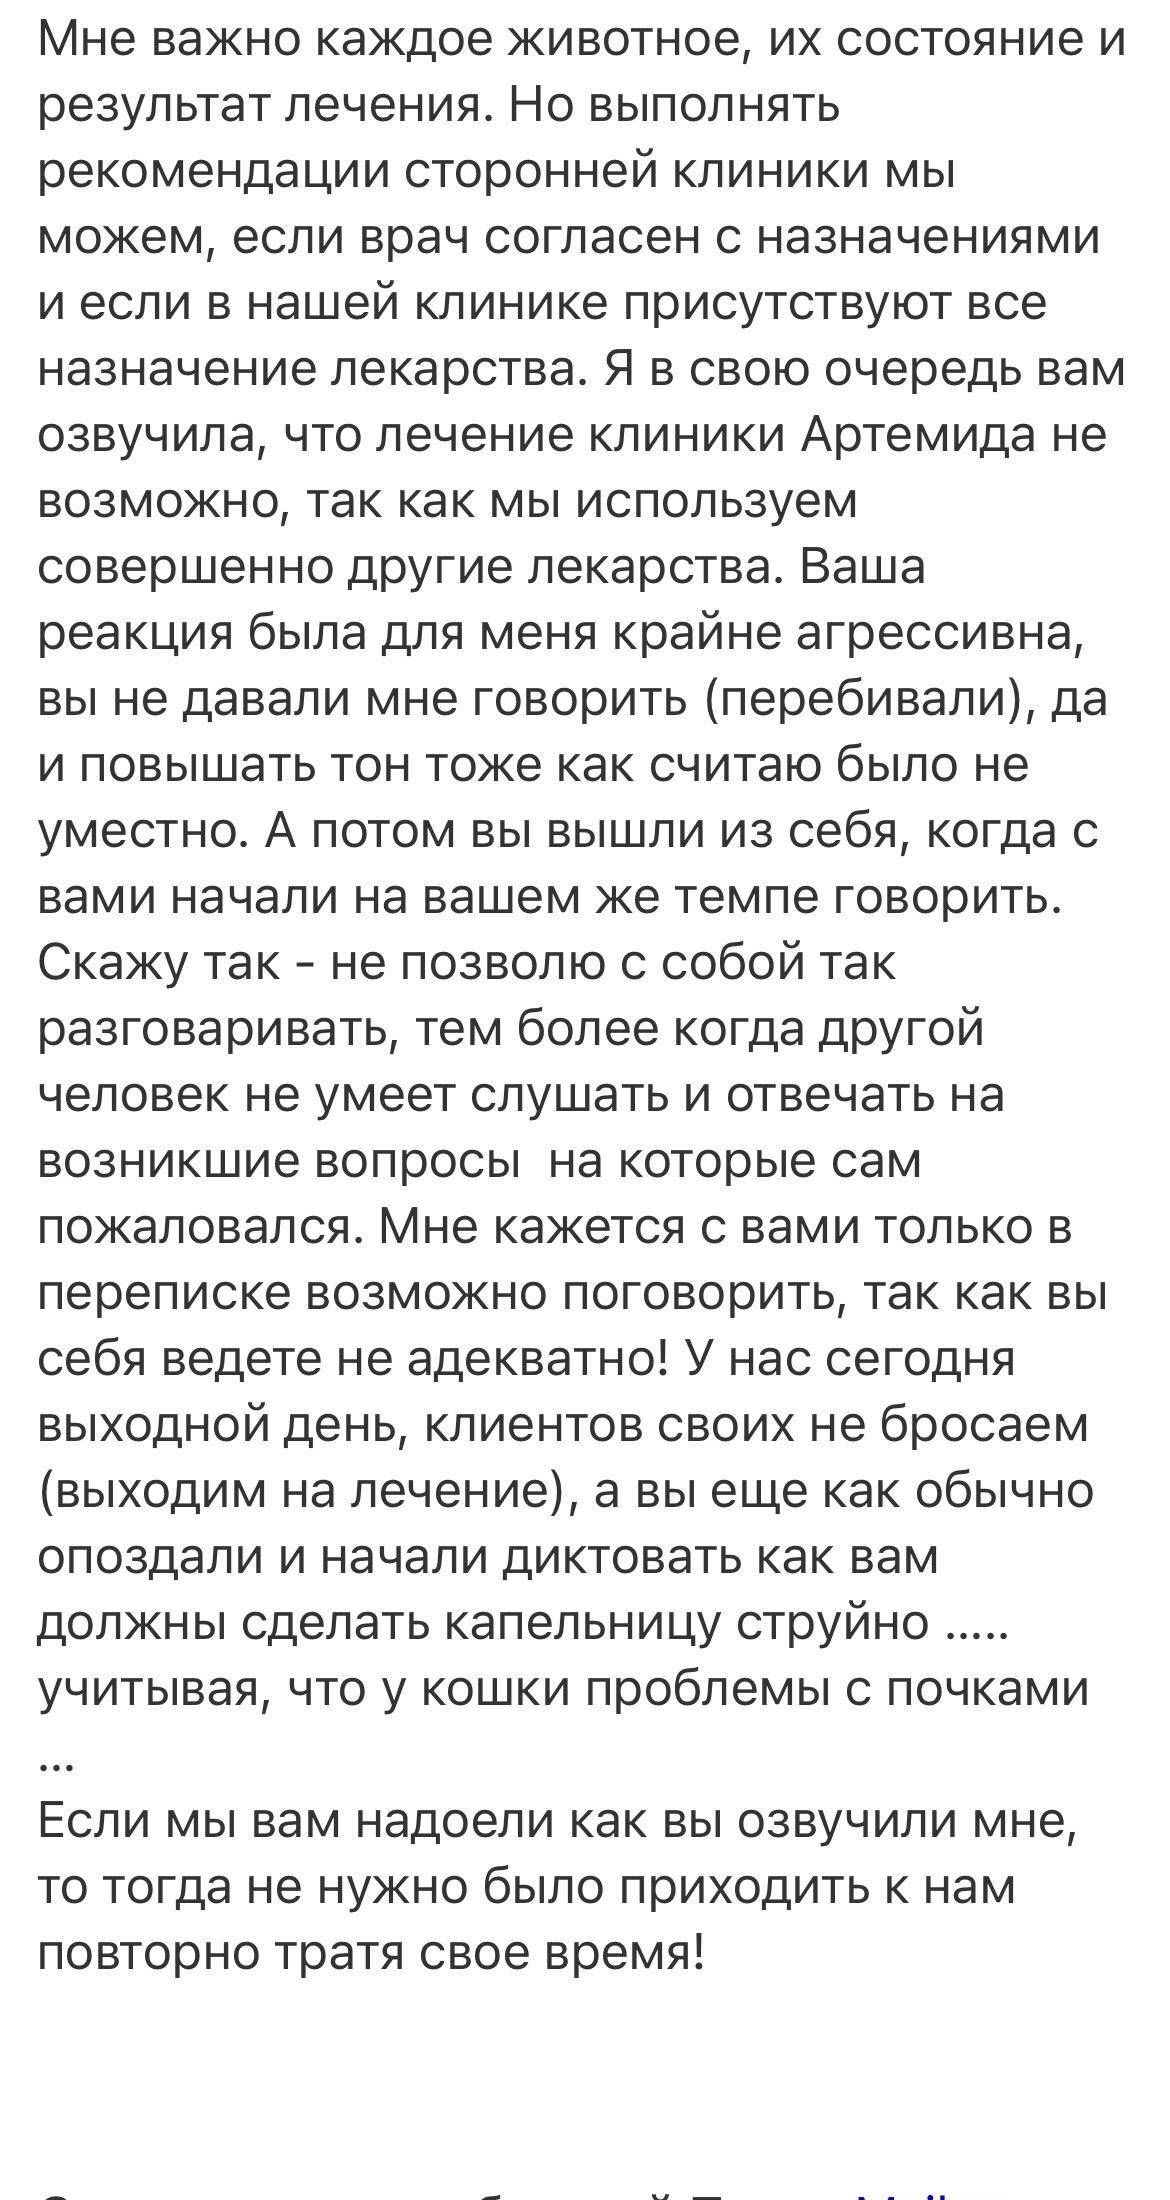 Мне важно каждое животное, их состояние и
результат лечения. Но выполнять
рекомендации сторонней клиники мы
можем, если врач согласен с назначениями
и если в нашей клинике присутствуют все
назначение лекарства. Я в свою очередь вам
озвучила, что лечение клиники Артемида не
возможно, так как мы используем
совершенно другие лекарства. Ваша
реакция была для меня крайне агрессивна,
вы не давали мне говорить (перебивали), да
и повышать тон тоже как считаю было не
уместно. А потом вы вышли из себя, когда с
вами начали на вашем же темпе говорить.
Скажу так - не позволю с собой так
разговаривать, тем более когда другой
человек не умеет слушать и отвечать на
возникшие вопросы  на которые сам
пожаловался. Мне кажется с вами только в
переписке возможно поговорить, так как вы
себя ведете не адекватно! У нас сегодня
выходной день, клиентов своих не бросаем
(выходим на лечение), а вы еще как обычно
опоздали и начали диктовать как вам
должны сделать капельницу струйно .....
учитывая, что у кошки проблемы с почками
...
Если мы вам надоели как вы озвучили мне,
то тогда не нужно было приходить к нам
повторно тратя свое время!